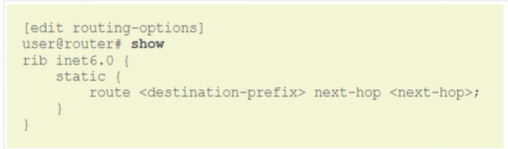 [edit routing-options]
user@router# show
rib inet6.0 {
    static {
        route <destination-prefix> next-hop <next-hop>;
    }
}